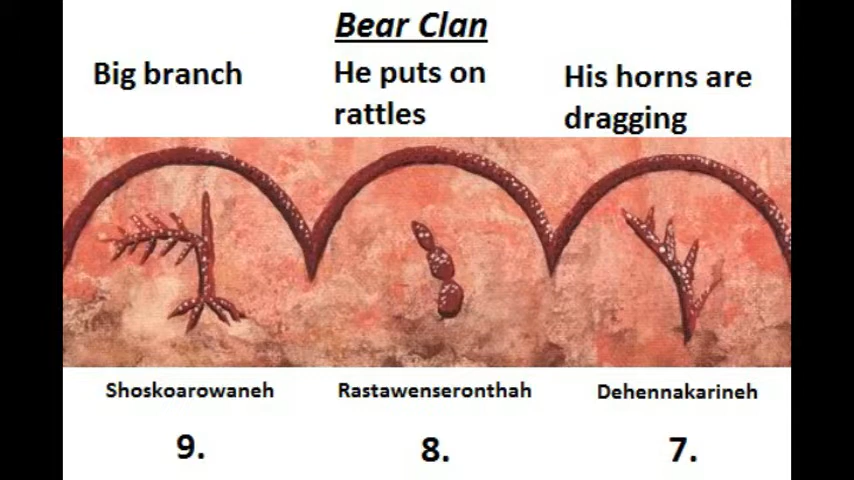 Bear Clan
Big branch
He puts on
rattles
His horns are
dragging
Shoskoarowaneh
Rastawenseronthah
Dehennakarineh
9.
8.
7.